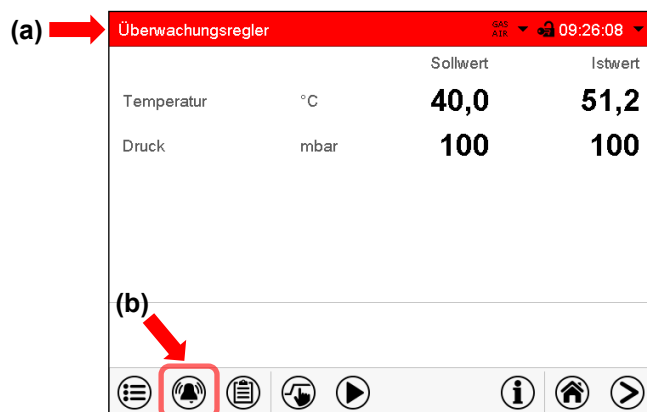 (a)
Überwachungsregler GAS AIR 09:26:08
Sollwert Istwert
Temperatur °C 40,0 51,2
Druck mbar 100 100
(b)
i